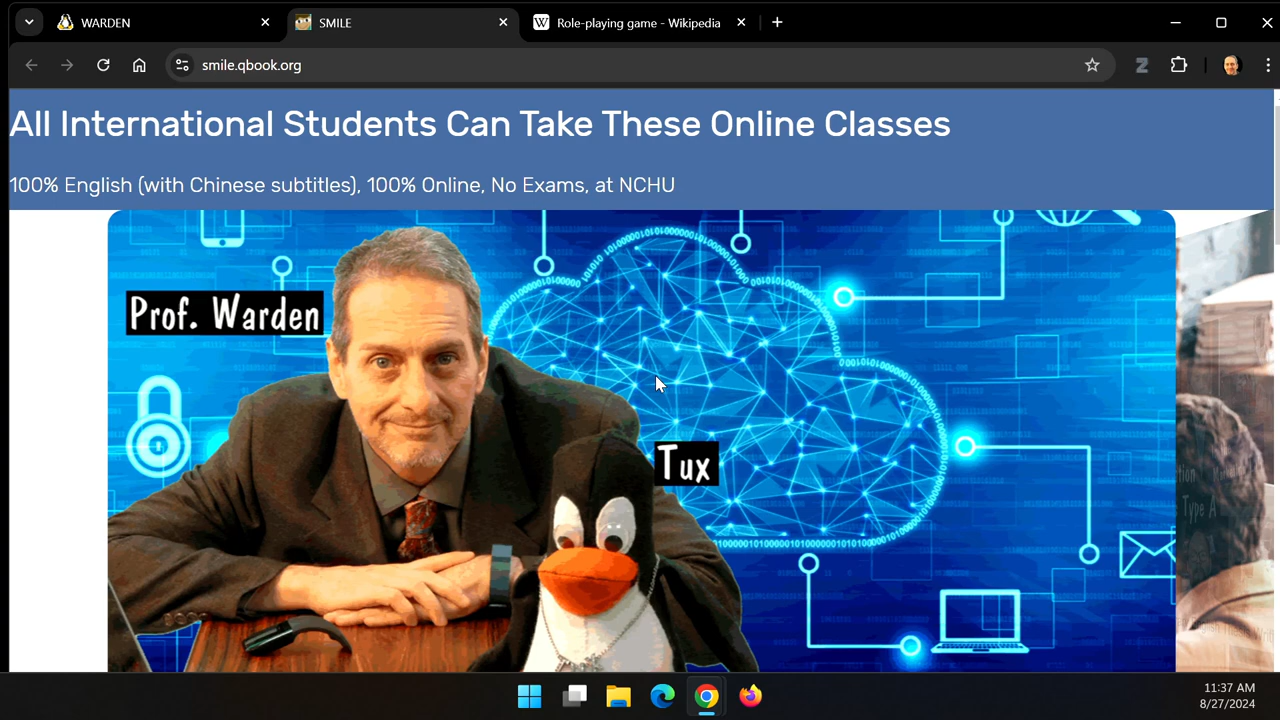 WARDEN
SMILE
Role-playing game - Wikipedia
smile.qbook.org
All International Students Can Take These Online Classes
100% English (with Chinese subtitles), 100% Online, No Exams, at NCHU
Prof. Warden
Tux
Type A
11:37 AM
8/27/2024